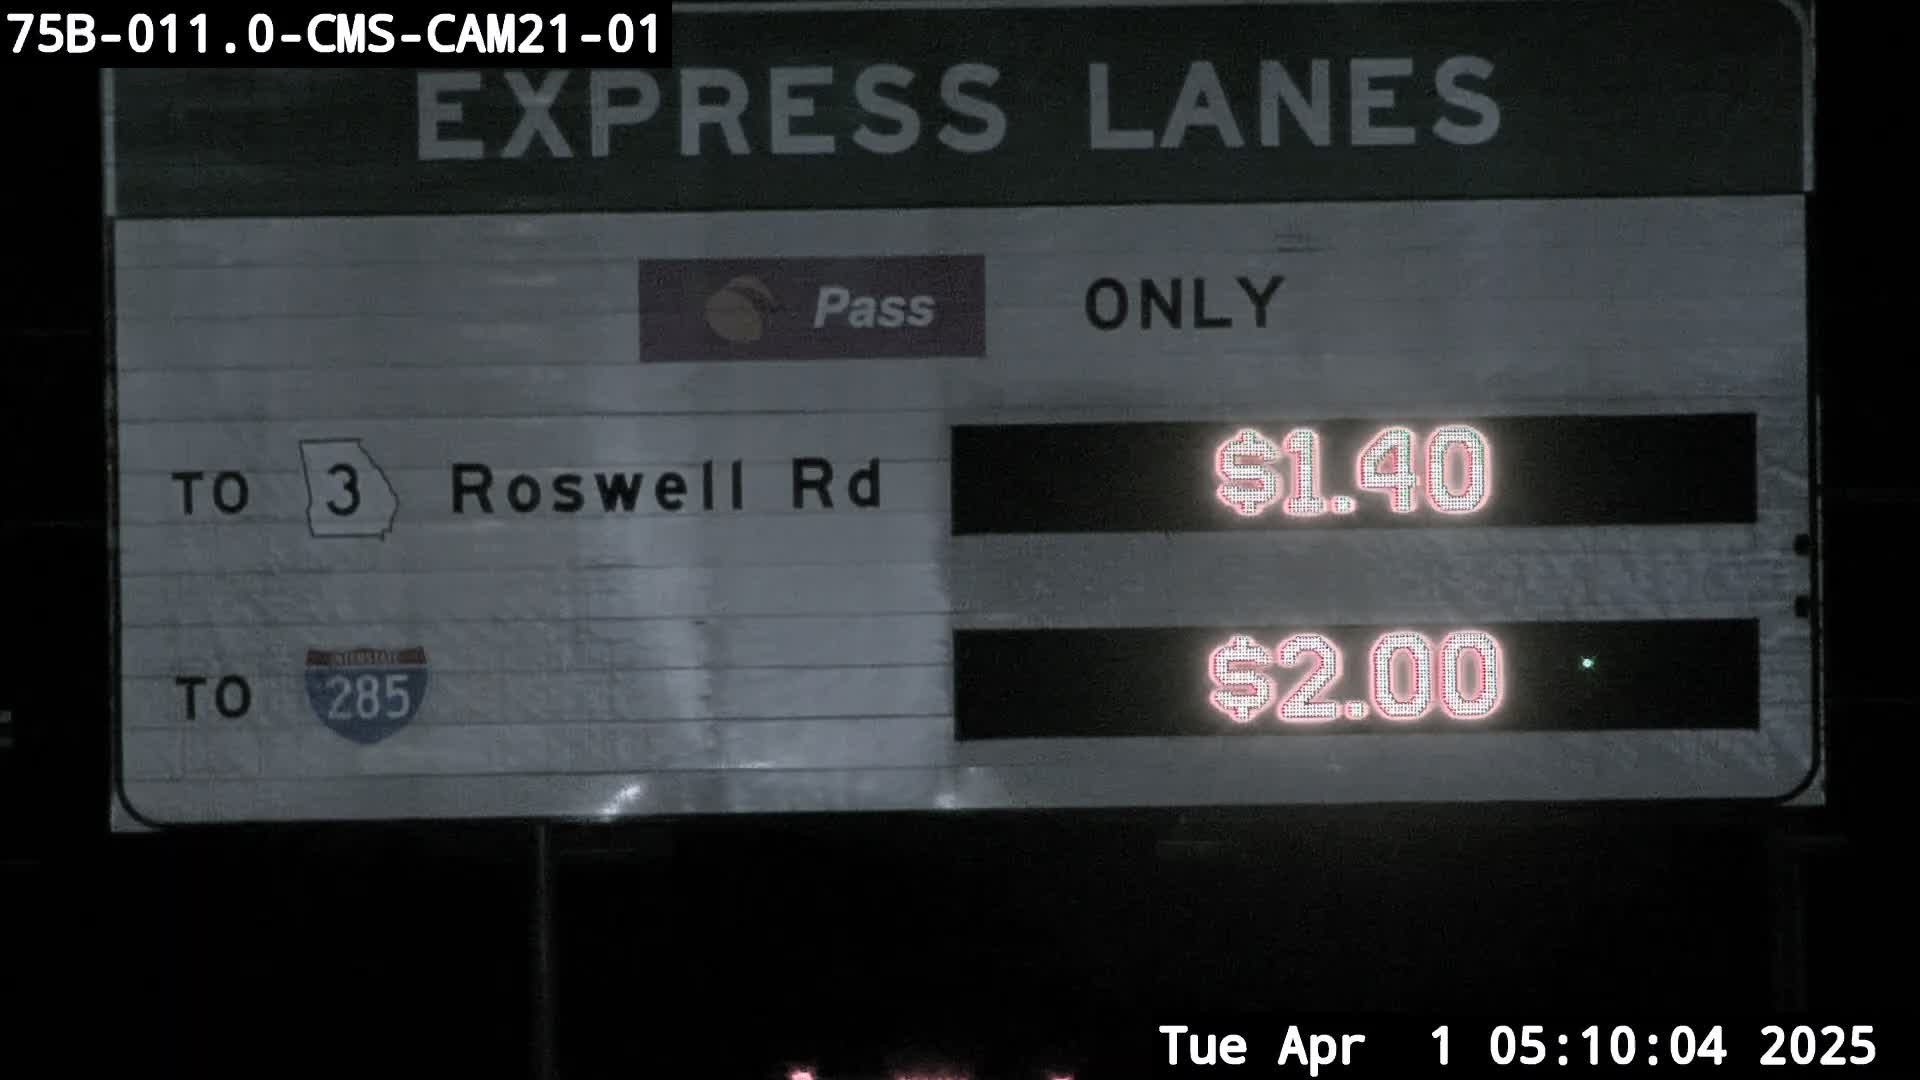 75B-011.0-CMS-CAM21-01
EXPRESS LANES
Pass ONLY
TO 3 Roswell Rd $1.40
INTERSTATE
TO 285 $2.00
Tue Apr 1 05:10:04 2025